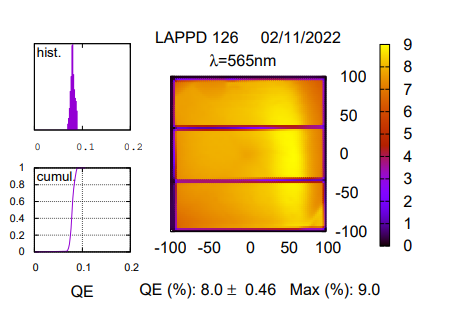 LAPPD 126 02/11/2022
λ=565nm
hist.
0 0.1 0.2
cumul
1
0.8
0.6
0.4
0.2
0
0 0.1 0.2
QE
100
50
0
-50
-100
-100 -50 0 50 100
9
8
7
6
5
4
3
2
1
0
QE (%): 8.0 ± 0.46 Max (%): 9.0